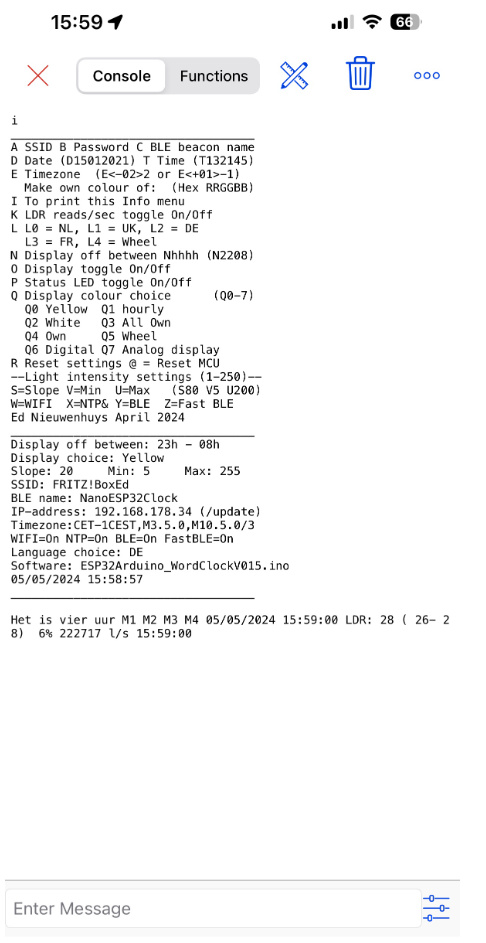 15:59
66
Console Functions
i
A SSID B Password C BLE beacon name
D Date (D15012021) T Time (T132145)
E Timezone  (E<-02>2 or E<+01>-1)
  Make own colour of:  (Hex RRGGBB)
I To print this Info menu
K LDR reads/sec toggle On/Off
L L0 = NL, L1 = UK, L2 = DE
  L3 = FR, L4 = Wheel
N Display off between Nhhhh (N2208)
O Display toggle On/Off
P Status LED toggle On/Off
Q Display colour choice      (Q0-7)
  Q0 Yellow  Q1 hourly
  Q2 White   Q3 All Own
  Q4 Own     Q5 Wheel
  Q6 Digital Q7 Analog display
R Reset settings @ = Reset MCU
--Light intensity settings (1-250)--
S=Slope V=Min  U=Max   (S80 V5 U200)
W=WIFI  X=NTP& Y=BLE  Z=Fast BLE
Ed Nieuwenhuys April 2024
Display off between: 23h - 08h
Display choice: Yellow
Slope: 20     Min: 5     Max: 255
SSID: FRITZ!BoxEd
BLE name: NanoESP32Clock
IP-address: 192.168.178.34 (/update)
Timezone:CET-1CEST,M3.5.0,M10.5.0/3
WIFI=On NTP=On BLE=On FastBLE=On
Language choice: DE
Software: ESP32Arduino_WordClockV015.ino
05/05/2024 15:58:57
Het is vier uur M1 M2 M3 M4 05/05/2024 15:59:00 LDR: 28 ( 26- 2
8)  6% 222717 l/s 15:59:00
Enter Message